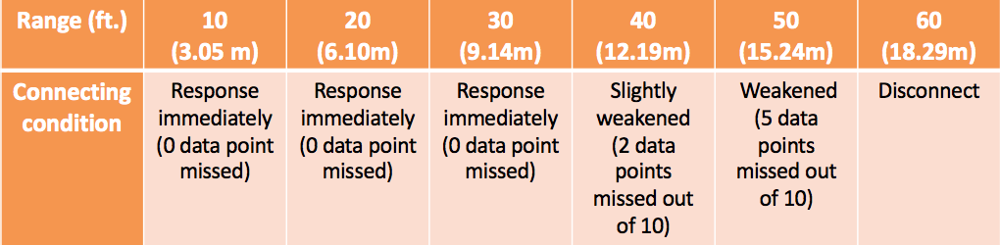 Range (ft.)
10
(3.05 m)
20
(6.10m)
30
(9.14m)
40
(12.19m)
50
(15.24m)
60
(18.29m)
Connecting
condition
Response
immediately
(0 data point
missed)
Response
immediately
(0 data point
missed)
Response
immediately
(0 data point
missed)
Slightly
weakened
(2 data
points
missed out
of 10)
Weakened
(5 data
points
missed out
of 10)
Disconnect